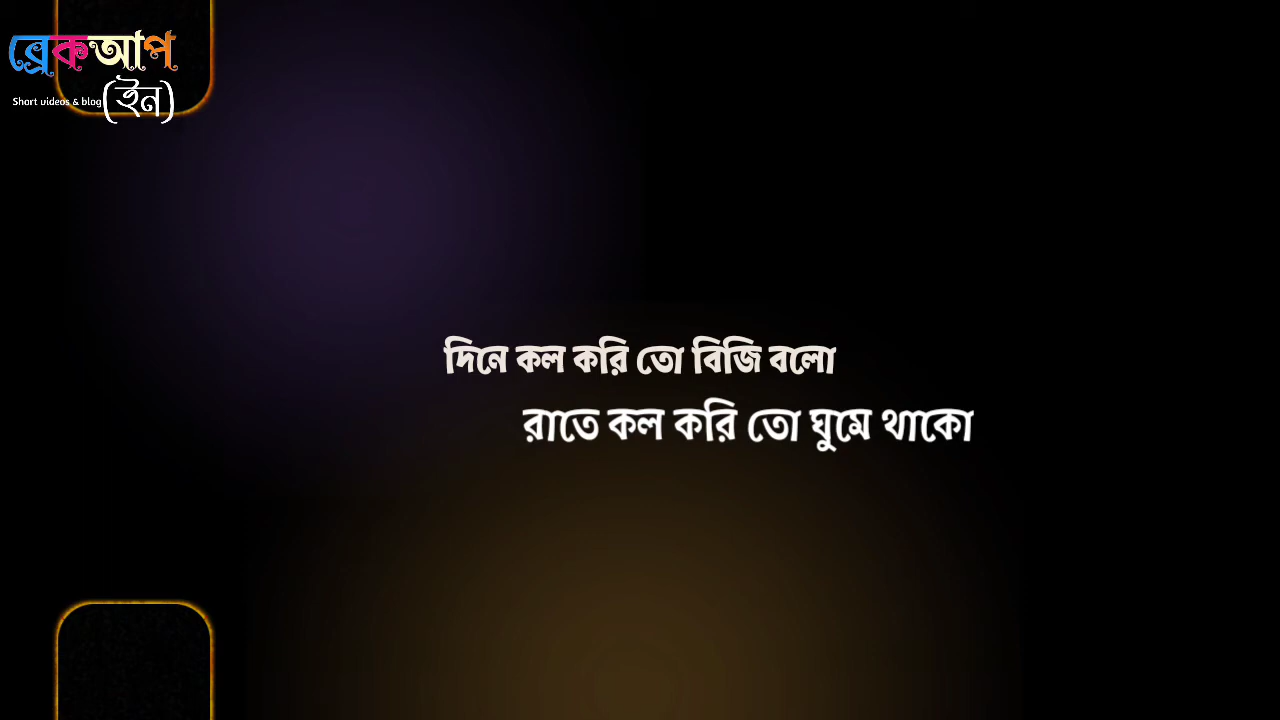 ব্রেকআপ
Short videos & blog (ইন)
দিনে কল করি তো বিজি বলো
রাতে কল করি তো ঘুমে থাকো